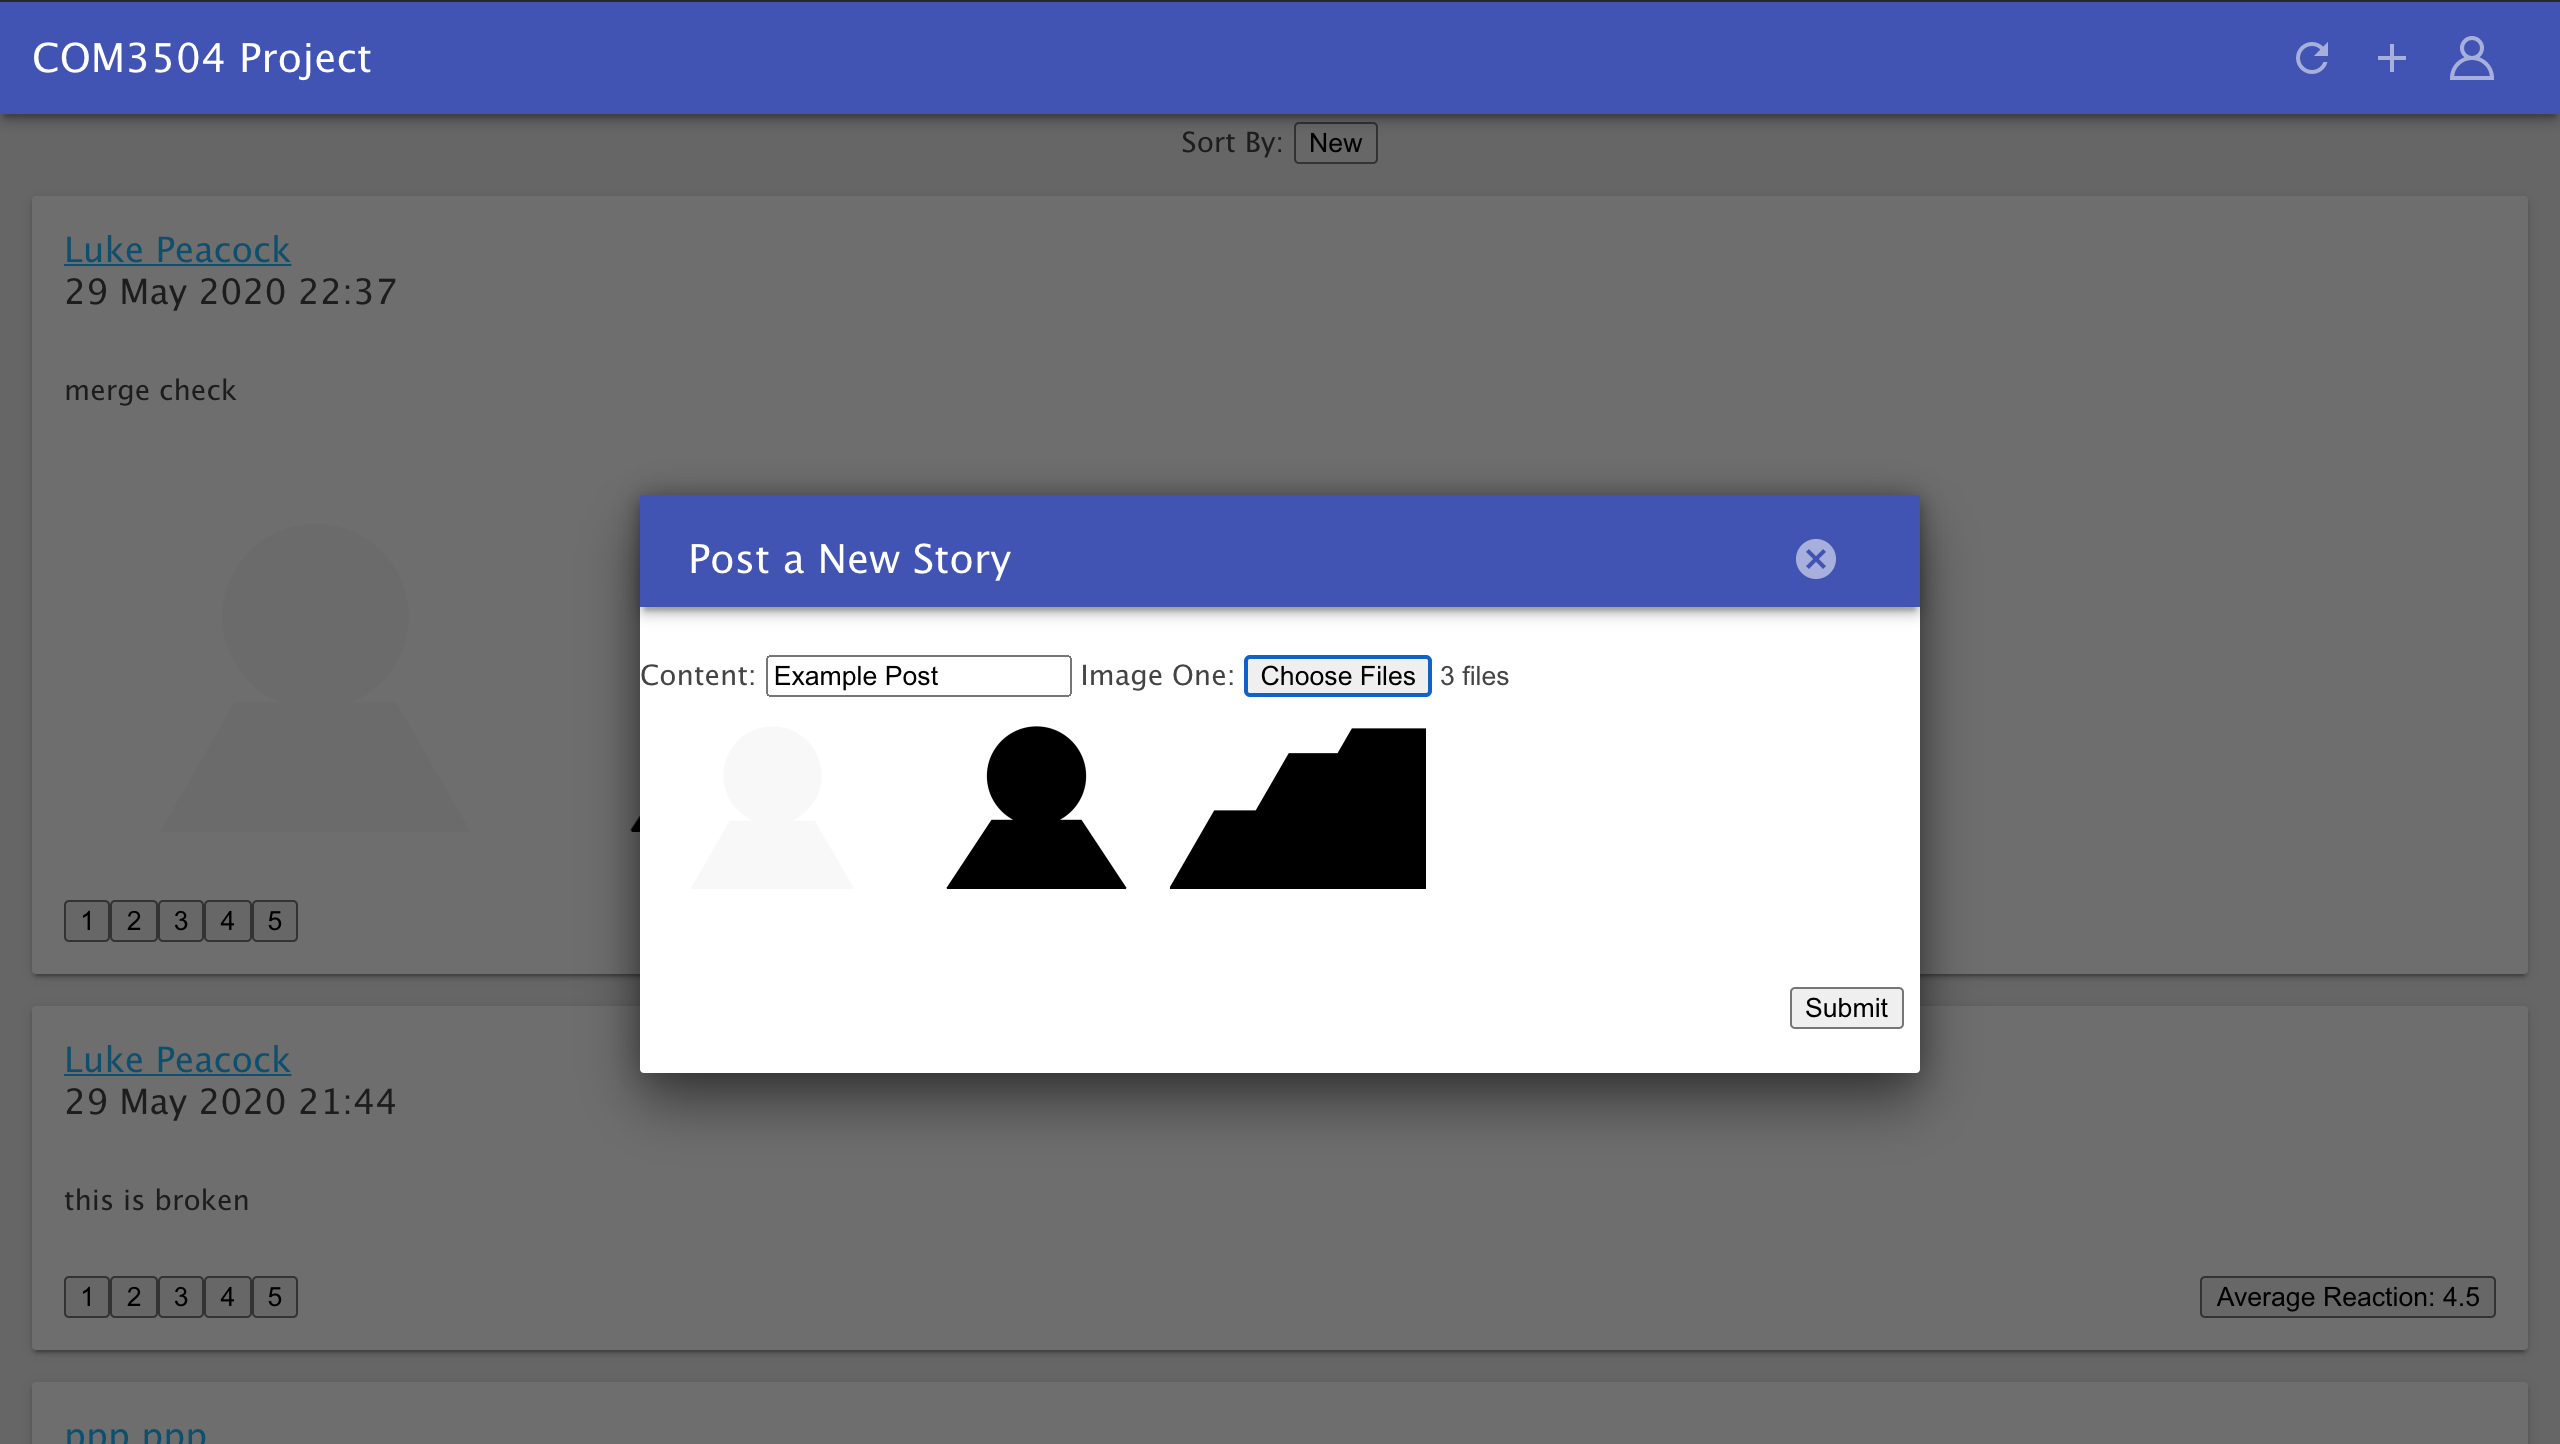 COM3504 Project
Sort By: New
Luke Peacock
29 May 2020 22:37
merge check
Post a New Story
Content: Example Post Image One: Choose Files 3 files
1 2 3 4 5
Submit
Luke Peacock
29 May 2020 21:44
this is broken
1 2 3 4 5 Average Reaction: 4.5
ppp ppp